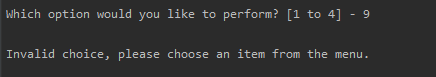 Which option would you like to perform? [1 to 4] - 9
Invalid choice, please choose an item from the menu.